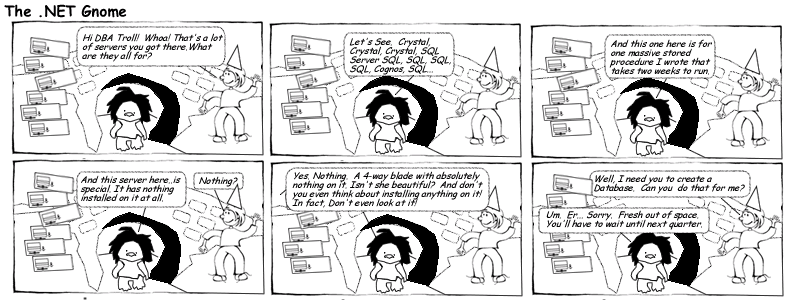 The .NET Gnome
Hi DBA Troll! Whoa! That's a lot
of servers you got there.What
are they all for?
Let's See. Crystal,
Crystal, Crystal, SQL
Server SQL, SQL, SQL,
SQL, Cognos, SQL...
And this one here is for
one massive stored
procedure I wrote that
takes two weeks to run.
And this server here..is
special. It has nothing
installed on it at all.
Nothing?
Yes, Nothing. A 4-way blade with absolutely
nothing on it. Isn't she beautiful? And don't
you even think about installing anything on it!
In fact, Don't even look at it!
Well, I need you to create a
Database. Can you do that for me?
Um. Er... Sorry. Fresh out of space.
You'll have to wait until next quarter.